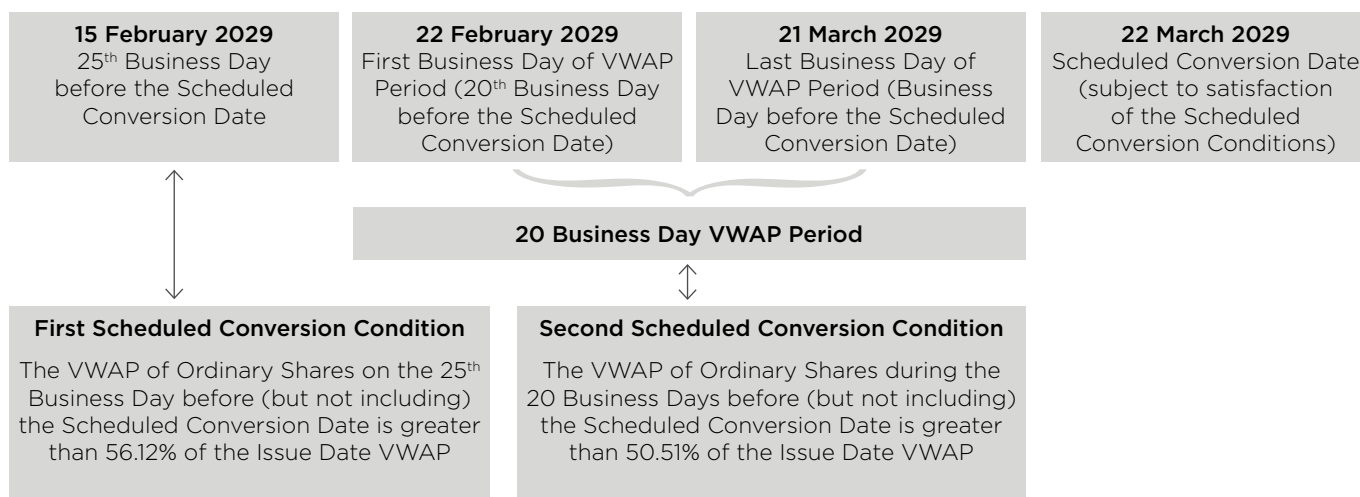 15 February 2029
25th Business Day
before the Scheduled
Conversion Date
22 February 2029
First Business Day of VWAP
Period (20th Business Day
before the Scheduled
Conversion Date)
21 March 2029
Last Business Day of
VWAP Period (Business
Day before the Scheduled
Conversion Date)
22 March 2029
Scheduled Conversion Date
(subject to satisfaction
of the Scheduled
Conversion Conditions)
20 Business Day VWAP Period
First Scheduled Conversion Condition
The VWAP of Ordinary Shares on the 25th
Business Day before (but not including)
the Scheduled Conversion Date is greater
than 56.12% of the Issue Date VWAP
Second Scheduled Conversion Condition
The VWAP of Ordinary Shares during the
20 Business Days before (but not including)
the Scheduled Conversion Date is greater
than 50.51% of the Issue Date VWAP